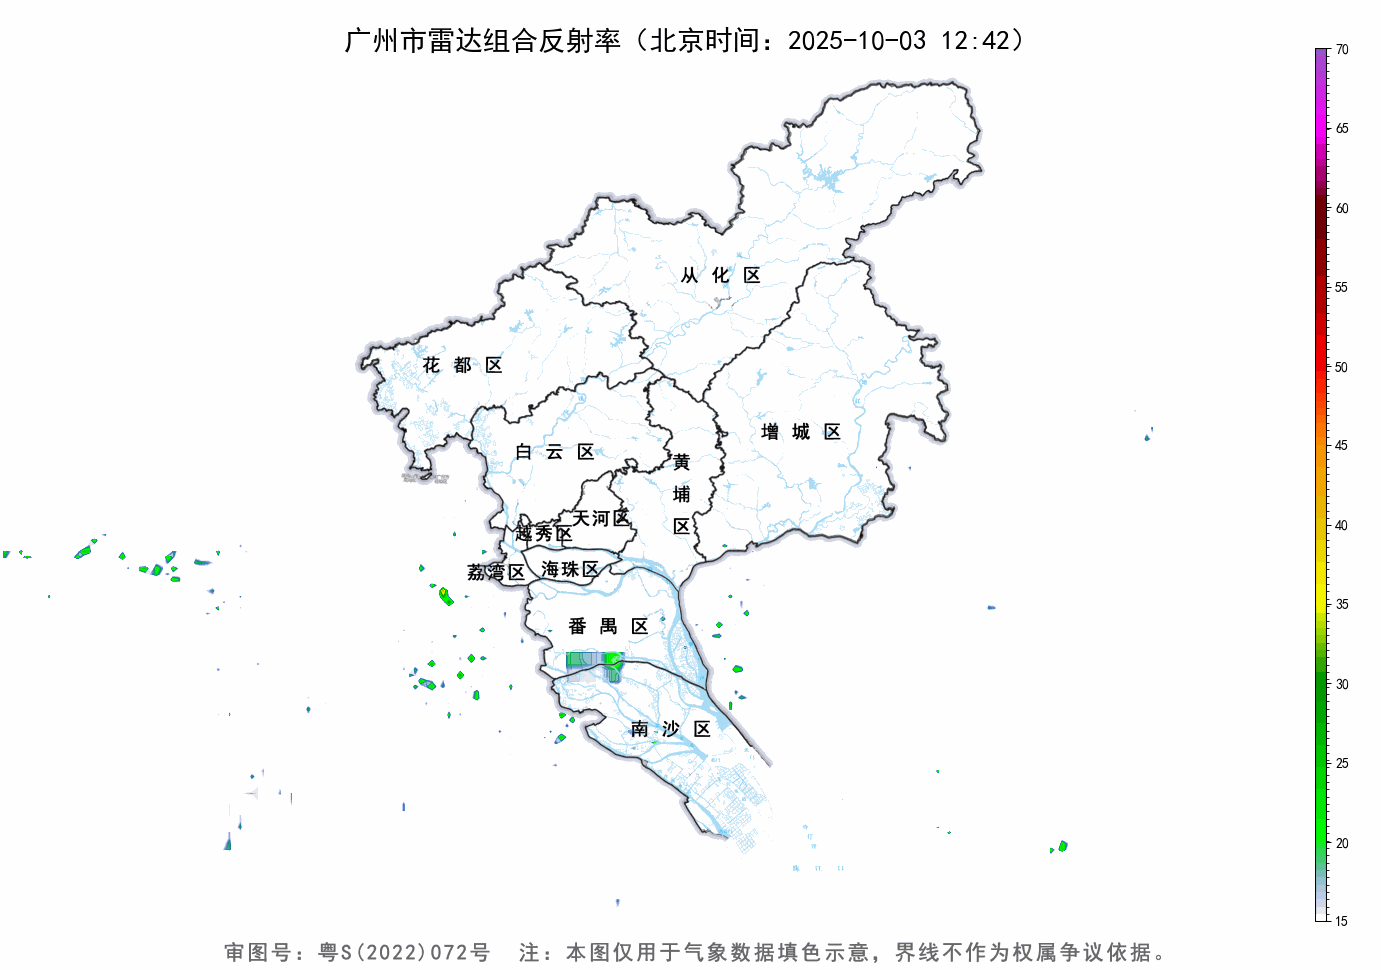 广州市雷达组合反射率（北京时间：2025-10-03 12:42）
70
65
60
55
50
45
40
35
30
25
20
15
从化区
花都区
增城区
白云区
黄埔区
天河区
越秀区
荔湾区
海珠区
番禺区
南沙区
审图号：粤S(2022)072号 注：本图仅用于气象数据填色示意，界线不作为权属争议依据。